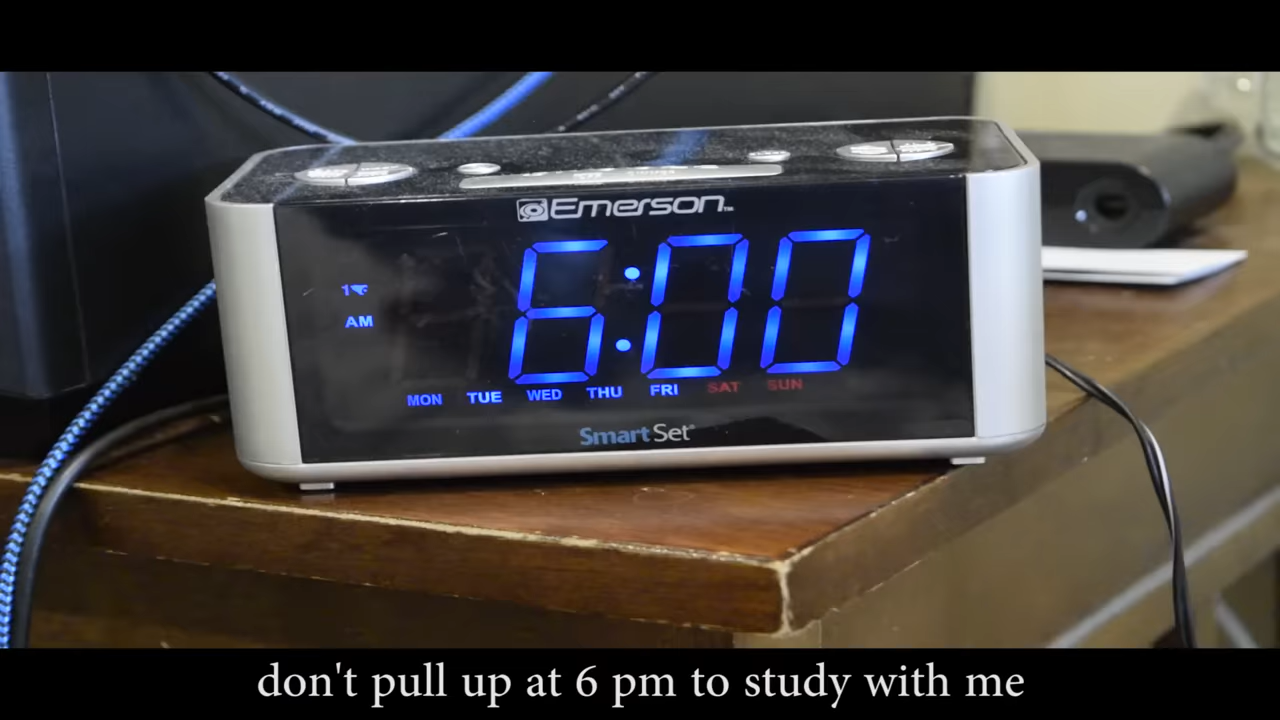 Emerson
6:00
1
AM
MON TUE WED THU FRI SAT SUN
SmartSet®
don't pull up at 6 pm to study with me